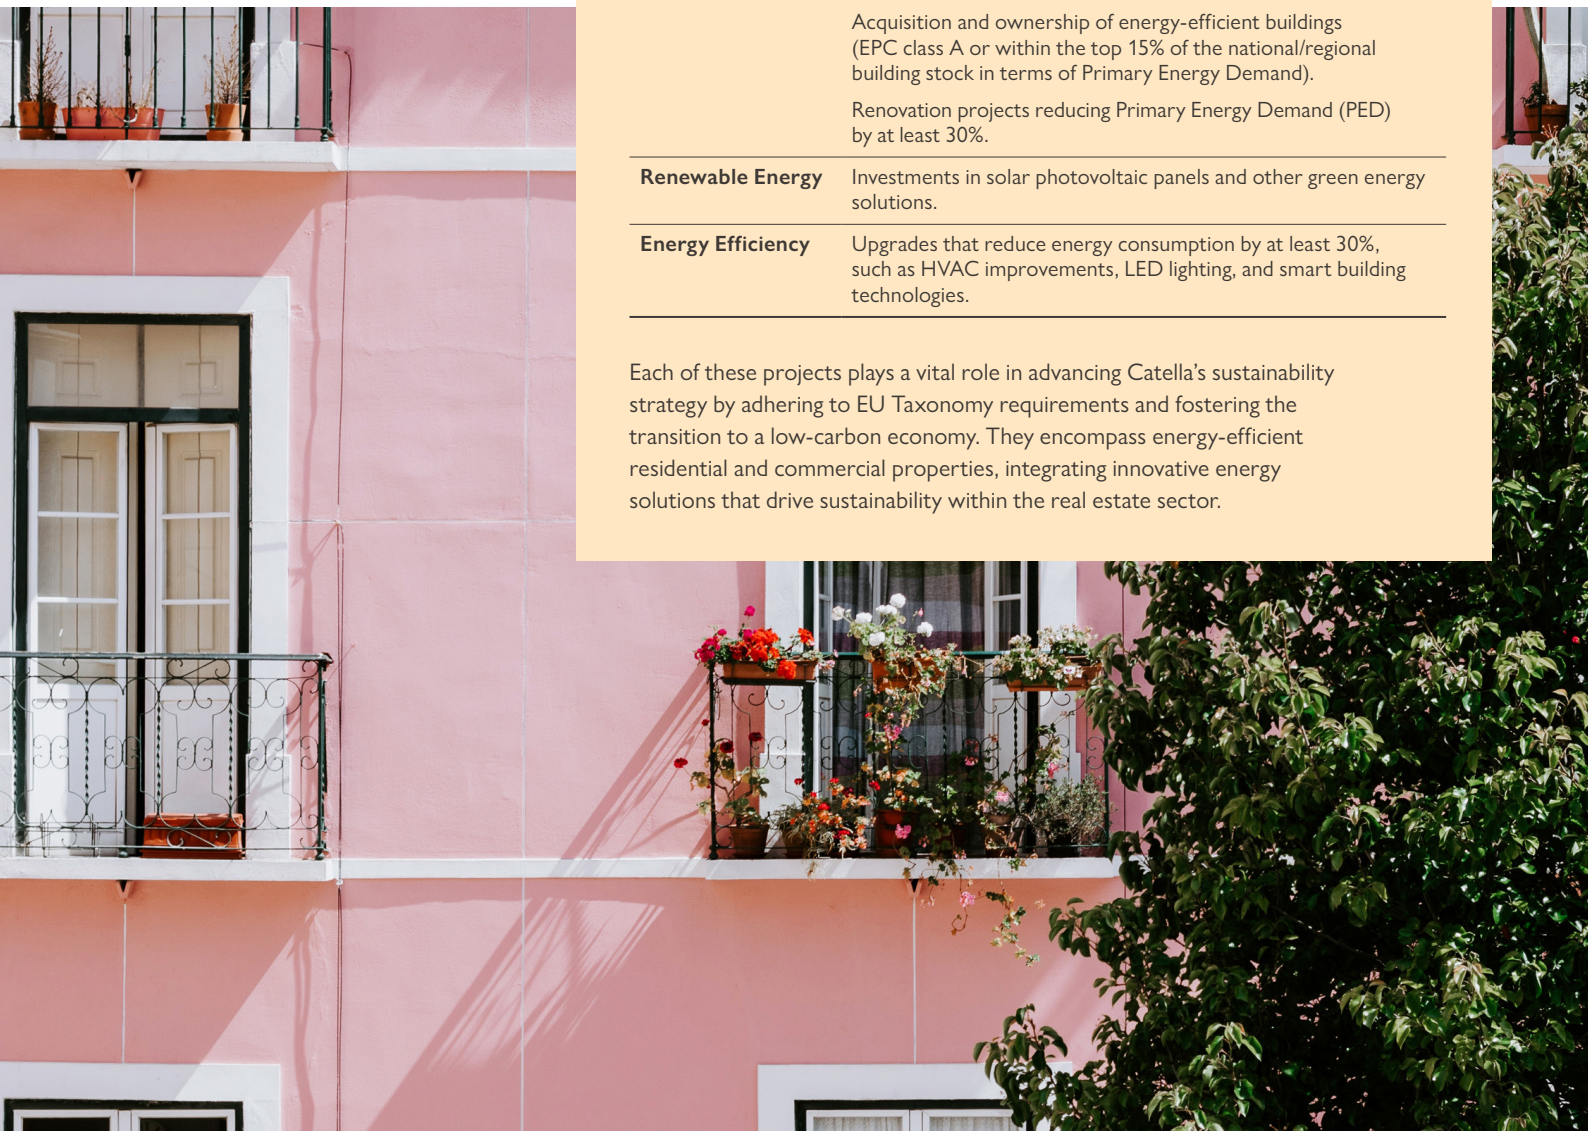 Acquisition and ownership of energy-efficient buildings
(EPC class A or within the top 15% of the national/regional
building stock in terms of Primary Energy Demand).
Renovation projects reducing Primary Energy Demand (PED)
by at least 30%.
Renewable Energy Investments in solar photovoltaic panels and other green energy
solutions.
Energy Efficiency Upgrades that reduce energy consumption by at least 30%,
such as HVAC improvements, LED lighting, and smart building
technologies.
Each of these projects plays a vital role in advancing Catella’s sustainability
strategy by adhering to EU Taxonomy requirements and fostering the
transition to a low-carbon economy. They encompass energy-efficient
residential and commercial properties, integrating innovative energy
solutions that drive sustainability within the real estate sector.